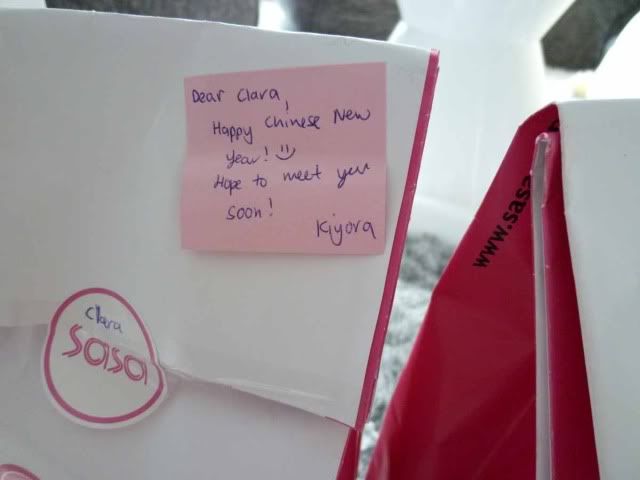 Dear Clara,
Happy Chinese New
Year! :)
Hope to meet you
soon!
Kiyora
Clara
sasa
www.sasa